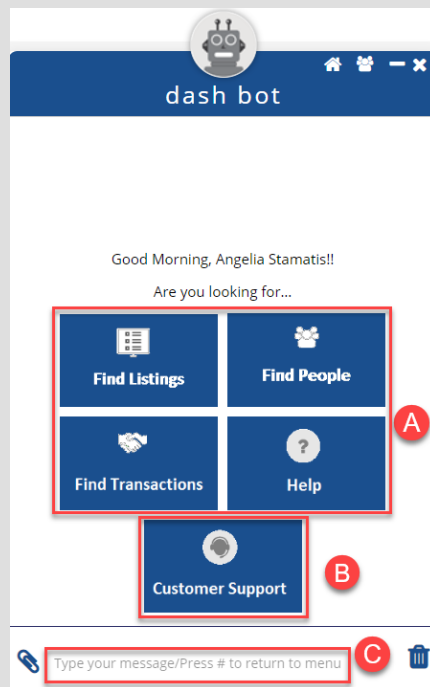 dash bot
Good Morning, Angelia Stamatis!!
Are you looking for...
Find Listings
Find People
A
Find Transactions
?
Help
Customer Support
B
Type your message/Press # to return to menu
C